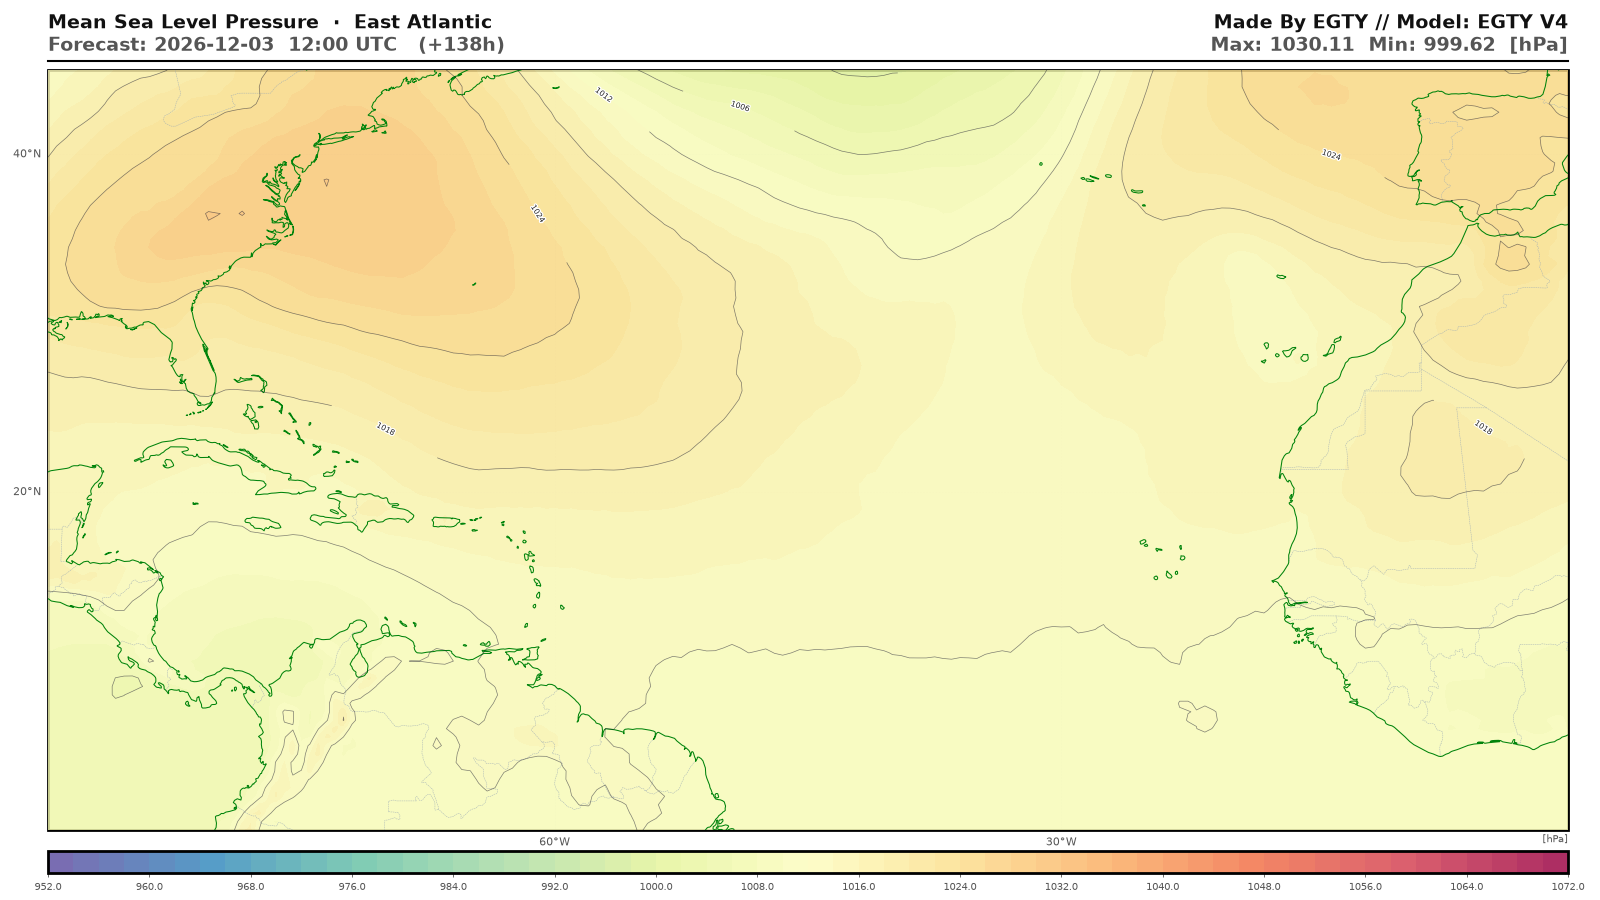 Mean Sea Level Pressure · East Atlantic
Made By EGTY // Model: EGTY V4
Forecast: 2026-12-03 12:00 UTC (+138h)
Max: 1030.11 Min: 999.62 [hPa]
1012
1006
1024
40°N
1024
1018
1018
20°N
60°W
30°W
[hPa]
952.0
960.0
968.0
976.0
984.0
992.0
1000.0
1008.0
1016.0
1024.0
1032.0
1040.0
1048.0
1056.0
1064.0
1072.0